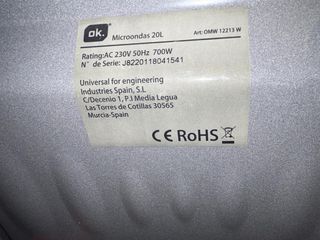 ok. Microondas 20L Art: OMW 12213 W
Rating:AC 230V 50Hz 700W
N° de Serie: J8220118041541
Universal for engineering
Industries Spain, S.L
C/Decenio 1, P.I Media Legua
Las Torres de Cotillas 30565
Murcia-Spain
CE RoHS